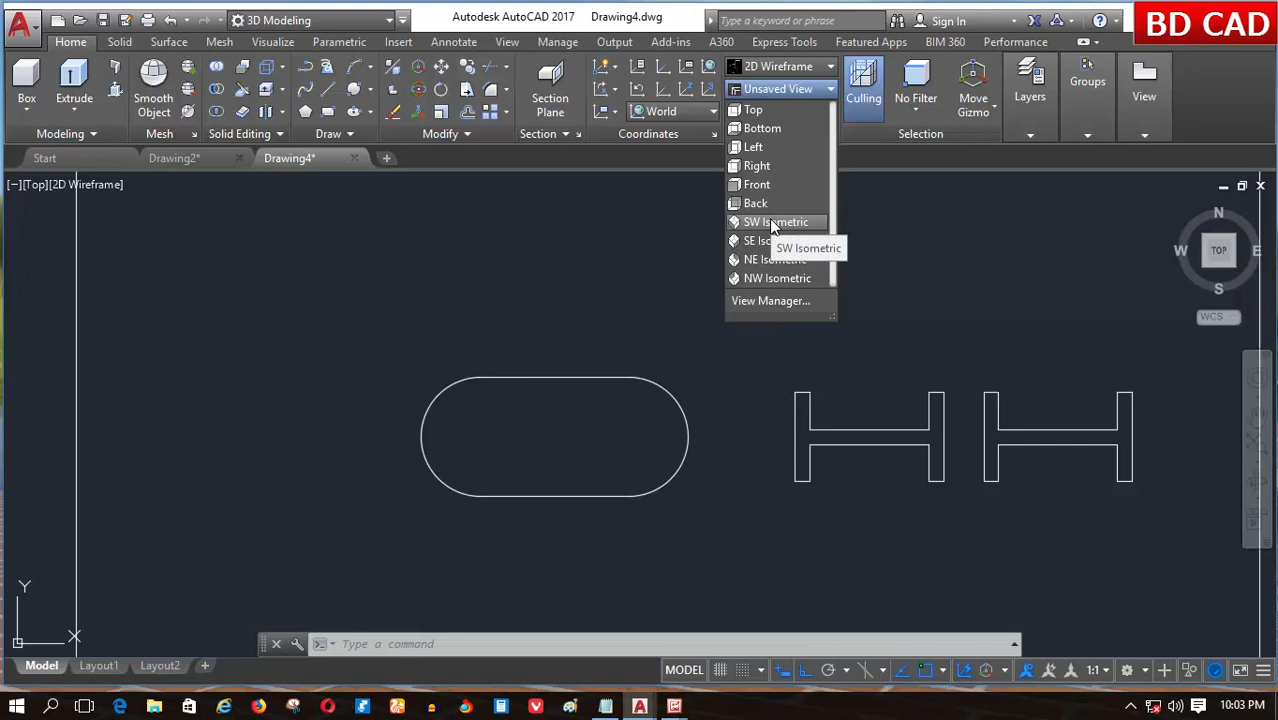 3D Modeling
Autodesk AutoCAD 2017 Drawing4.dwg
Type a keyword or phrase
Sign In
BD CAD
Home Solid Surface Mesh Visualize Parametric Insert Annotate View Manage Output Add-ins A360 Express Tools Featured Apps BIM 360 Performance
Box
Extrude
Smooth
Object
Section
Plane
World
2D Wireframe
Unsaved View
Culling
No Filter
Move
Gizmo
Layers
Groups
View
Modeling
Mesh
Solid Editing
Draw
Modify
Section
Coordinates
Selection
Top
Bottom
Left
Right
Front
Back
SW Isometric
SE Iso
SW Isometric
NE Isometric
NW Isometric
View Manager...
Start
Drawing2*
Drawing4*
[−][Top][2D Wireframe]
N
W
TOP
E
S
WCS
Y
X
Type a command
Model
Layout1
Layout2
MODEL
1:1
10:03 PM